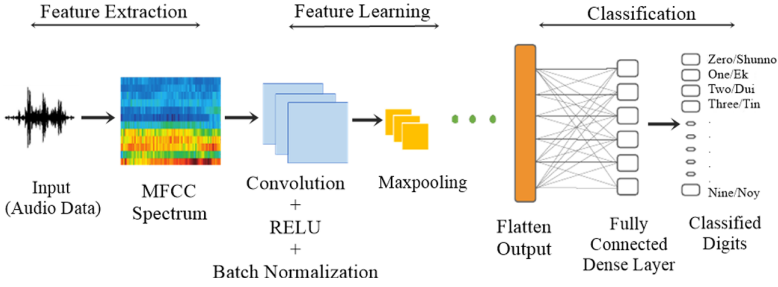 Feature Extraction
Feature Learning
Classification
Input
(Audio Data)
MFCC
Spectrum
Convolution
+
RELU
+
Batch Normalization
Maxpooling
Flatten
Output
Fully
Connected
Dense Layer
Zero/Shunno
One/Ek
Two/Dui
Three/Tin
.
.
.
.
.
Nine/Noy
Classified
Digits